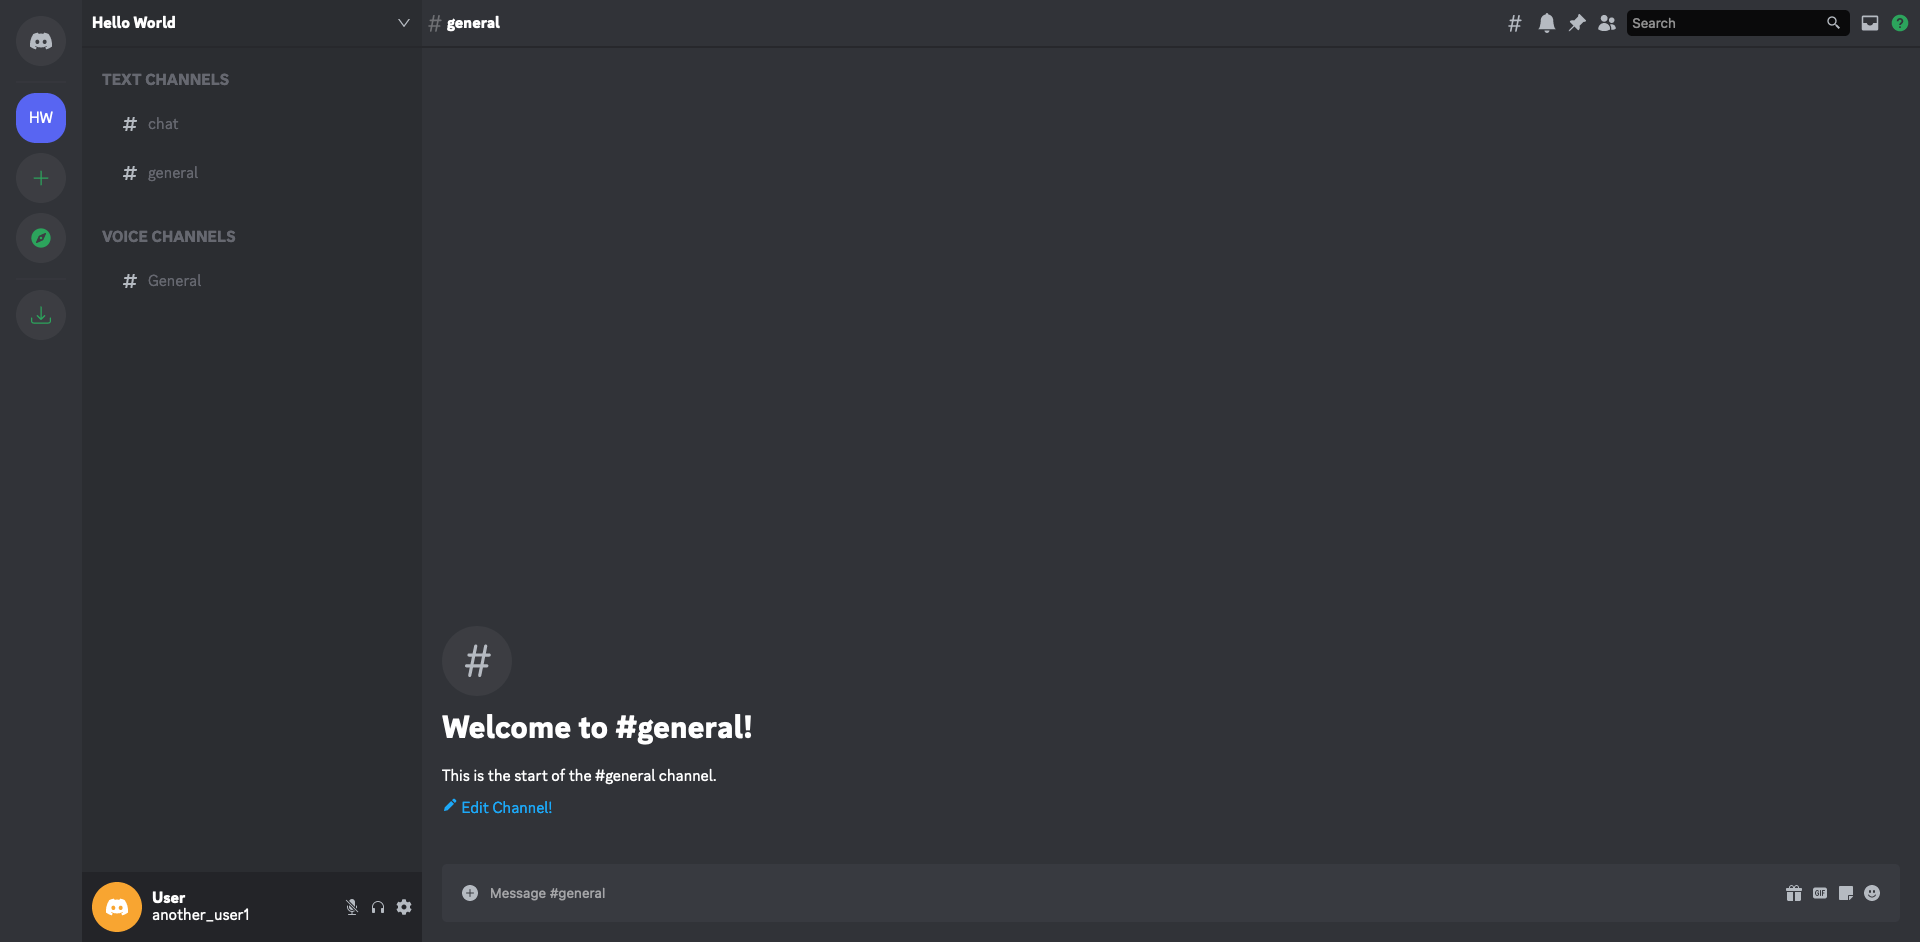 Hello World
# general
Search
?
HW
TEXT CHANNELS
# chat
# general
VOICE CHANNELS
# General
#
Welcome to #general!
This is the start of the #general channel.
Edit Channel!
User
another_user1
Message #general
GIF